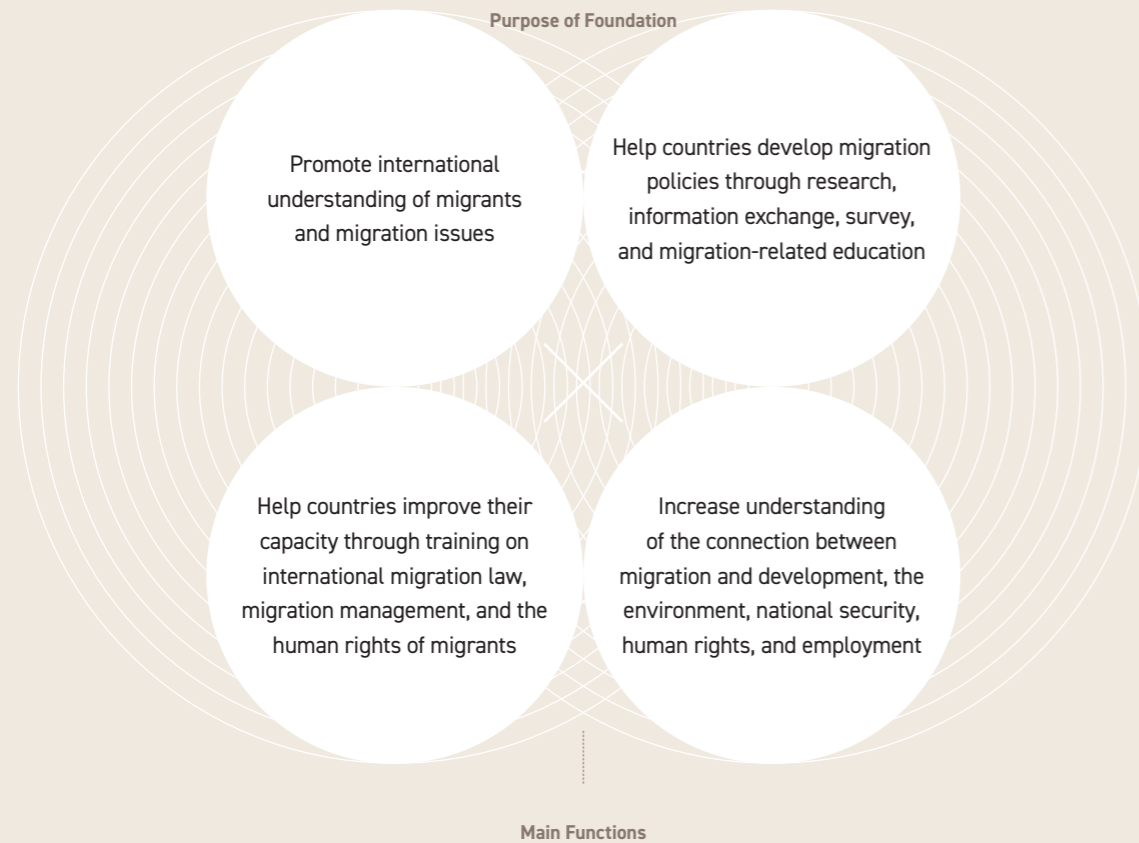 Purpose of Foundation
Promote international
understanding of migrants
and migration issues
Help countries develop migration
policies through research,
information exchange, survey,
and migration-related education
Help countries improve their
capacity through training on
international migration law,
migration management, and the
human rights of migrants
Increase understanding
of the connection between
migration and development, the
environment, national security,
human rights, and employment
Main Functions